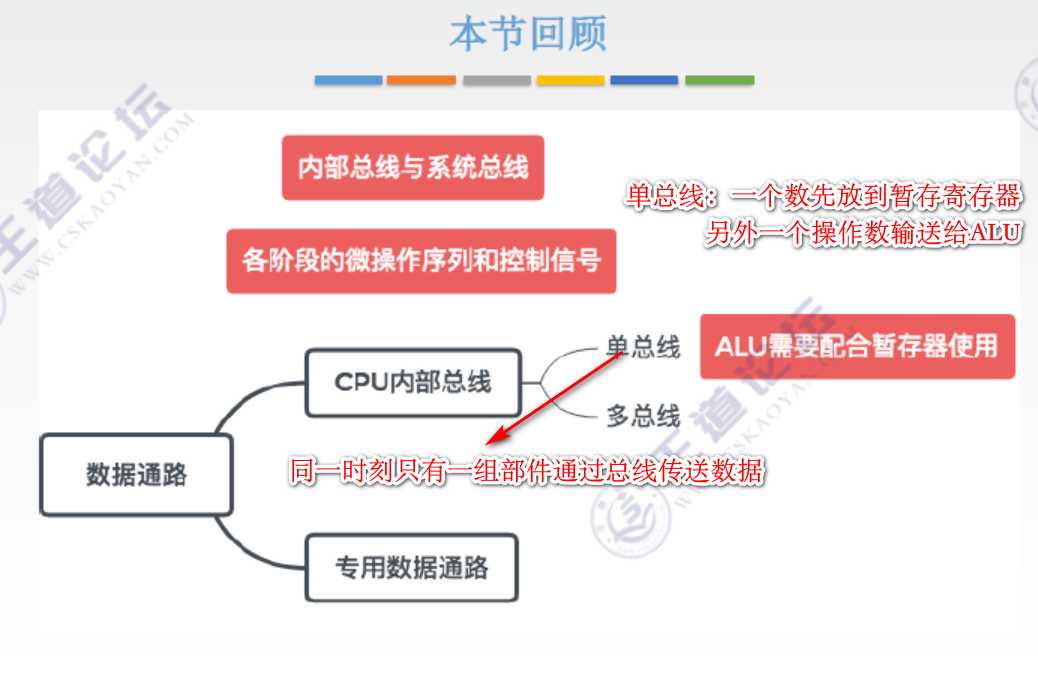 本节回顾
内部总线与系统总线
单总线：一个数先放到暂存寄存器
另外一个操作数输送给ALU
各阶段的微操作序列和控制信号
单总线
ALU需要配合暂存器使用
CPU内部总线
多总线
同一时刻只有一组部件通过总线传送数据
数据通路
专用数据通路
王道论坛
WWW.CSKAOYAN.COM
王道论坛
WWW.CSKAOYAN.COM